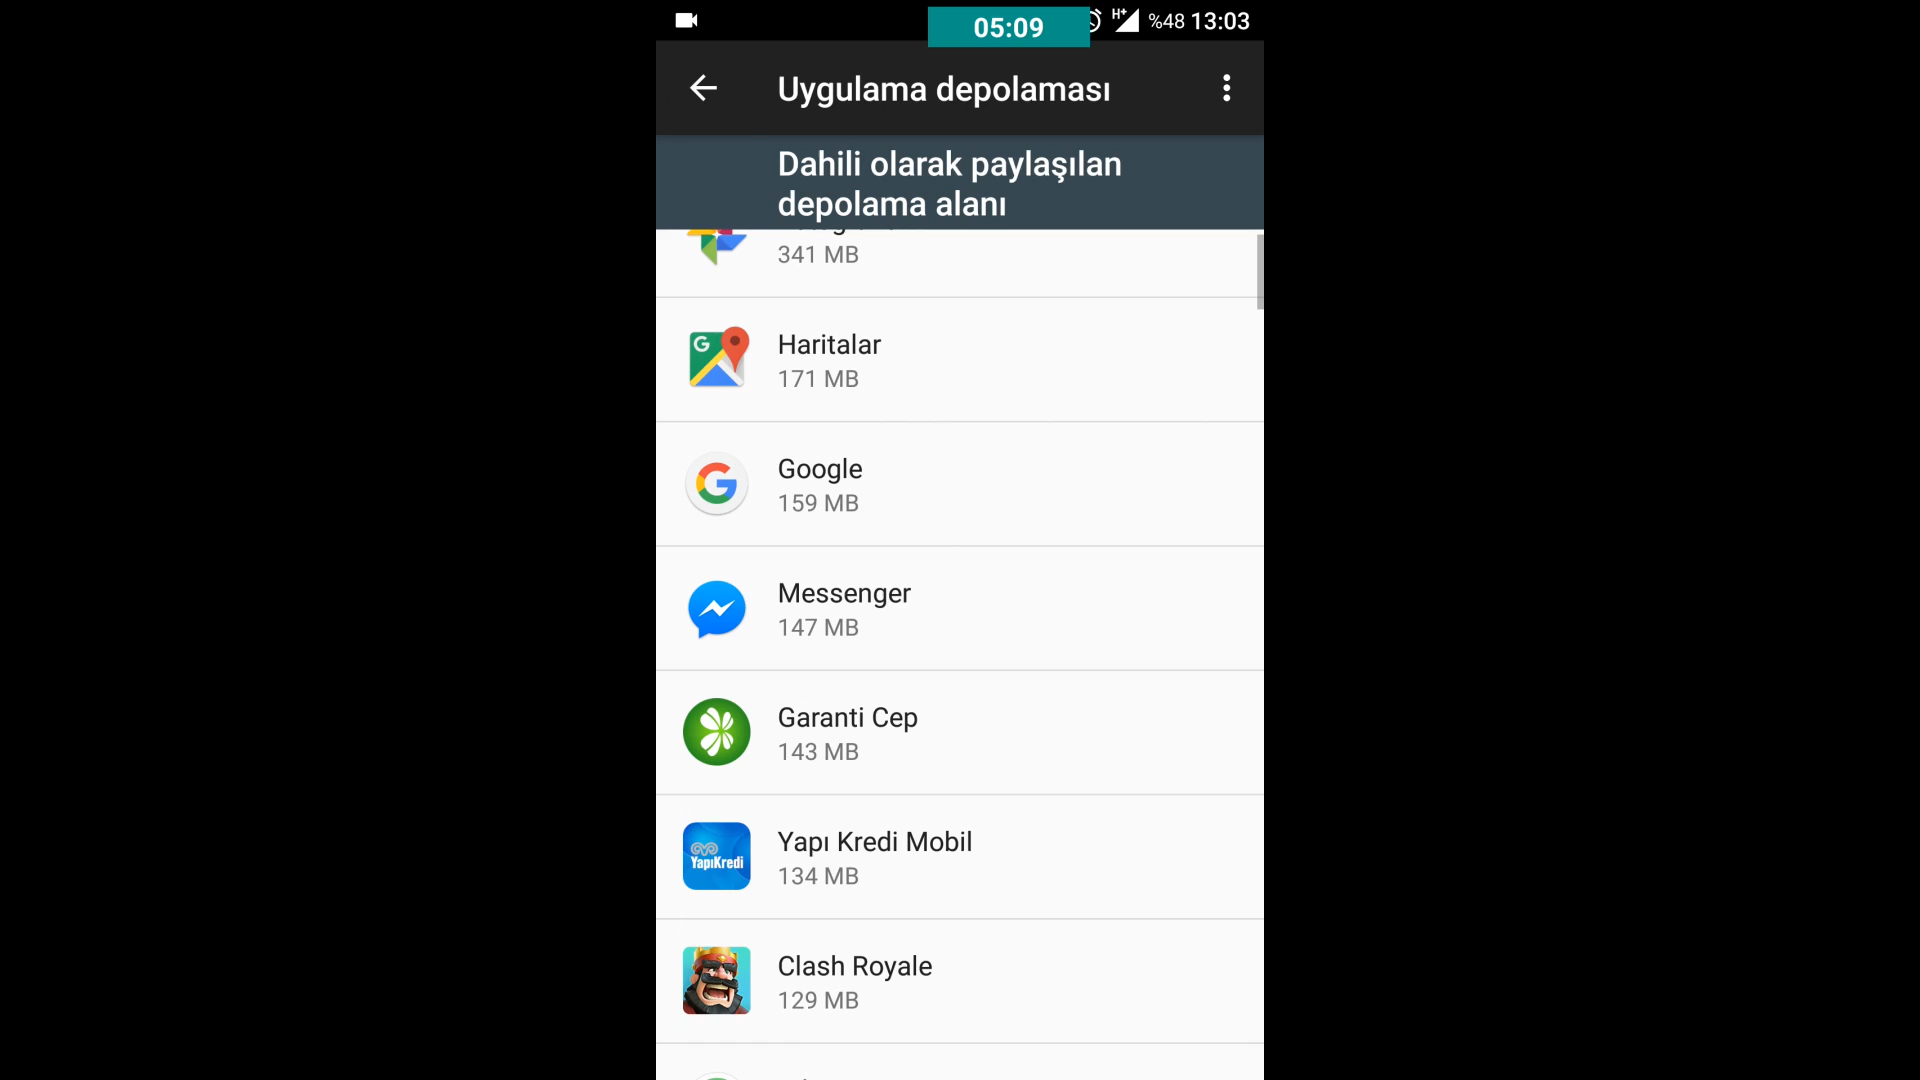 05:09
H+ %48 13:03
Uygulama depolaması
Dahili olarak paylaşılan
depolama alanı
341 MB
G
Haritalar
171 MB
Google
159 MB
Messenger
147 MB
Garanti Cep
143 MB
YapıKredi
Yapı Kredi Mobil
134 MB
Clash Royale
129 MB